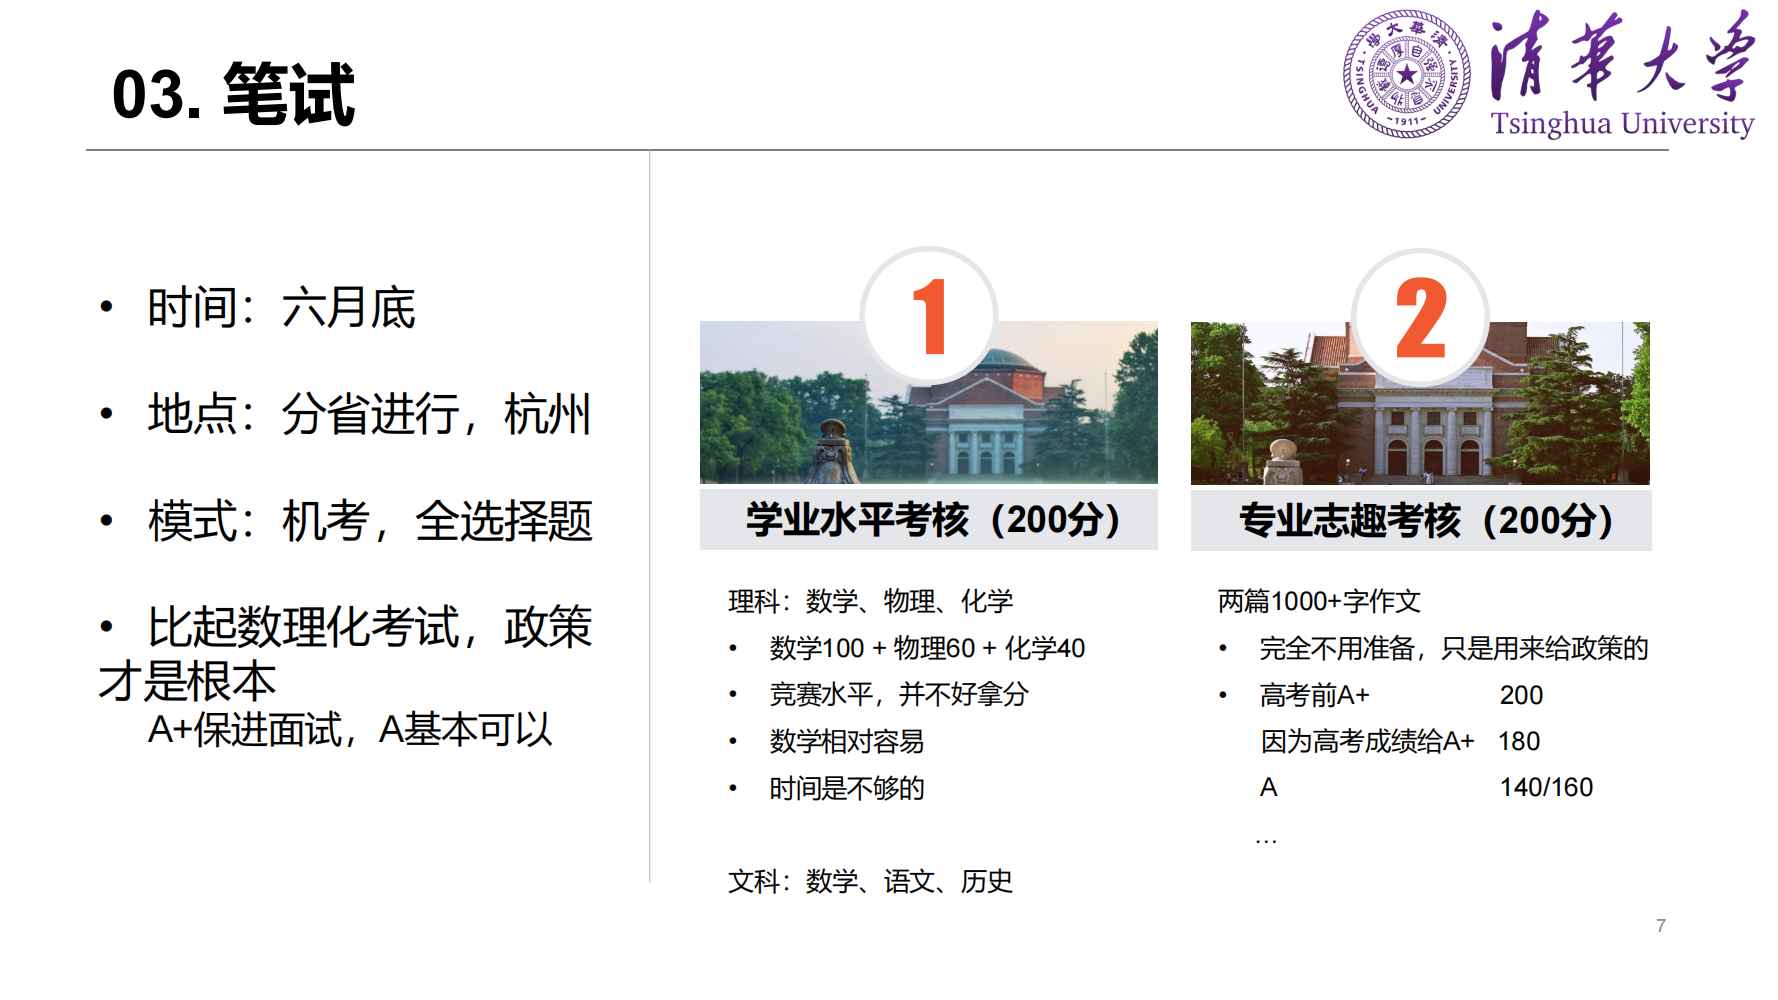 03. 笔试
清華大学
Tsinghua University
TSINGHUA UNIVERSITY
-1911-
• 时间：六月底
• 地点：分省进行，杭州
• 模式：机考，全选择题
• 比起数理化考试，政策
才是根本
A+保进面试，A基本可以
1
学业水平考核（200分）
理科：数学、物理、化学
• 数学100 + 物理60 + 化学40
• 竞赛水平，并不好拿分
• 数学相对容易
• 时间是不够的
文科：数学、语文、历史
2
专业志趣考核（200分）
两篇1000+字作文
• 完全不用准备，只是用来给政策的
• 高考前A+ 200
因为高考成绩给A+ 180
A 140/160
...
7